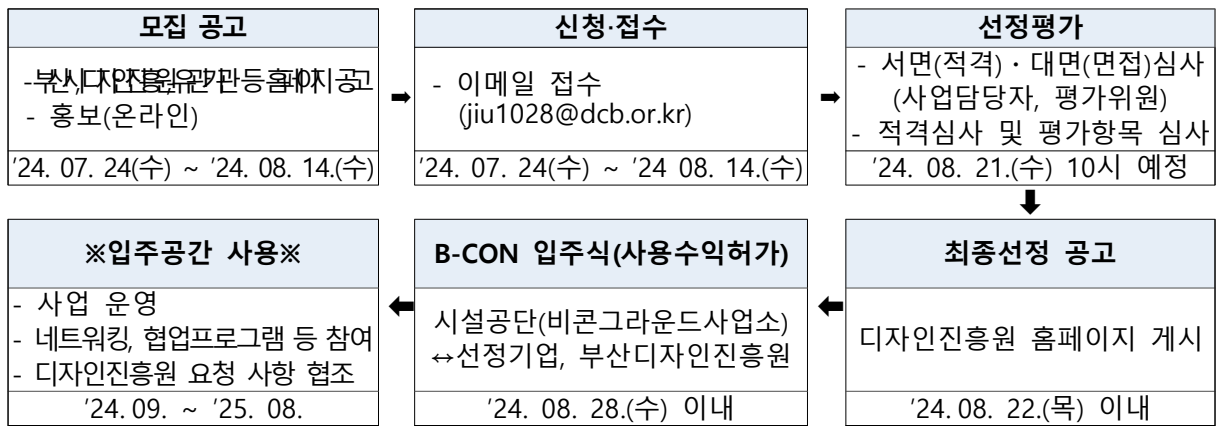 모집 공고
홈페이지 공고
- 홍보(온라인)
'24. 07. 24(수) ~ '24. 08. 14.(수)
➡
신청·접수
- 이메일 접수
(jiu1028@dcb.or.kr)
'24. 07. 24(수) ~ '24 08. 14.(수)
➡
선정평가
- 서면(적격)·대면(면접)심사
(사업담당자, 평가위원)
- 적격심사 및 평가항목 심사
'24. 08. 21.(수) 10시 예정
⬇
최종선정 공고
디자인진흥원 홈페이지 게시
'24. 08. 22.(목) 이내
⬅
B-CON 입주식(사용수익허가)
시설공단(비콘그라운드사업소)
↔선정기업, 부산디자인진흥원
'24. 08. 28.(수) 이내
⬅
※입주공간 사용※
- 사업 운영
- 네트워킹, 협업프로그램 등 참여
- 디자인진흥원 요청 사항 협조
'24. 09. ~ '25. 08.